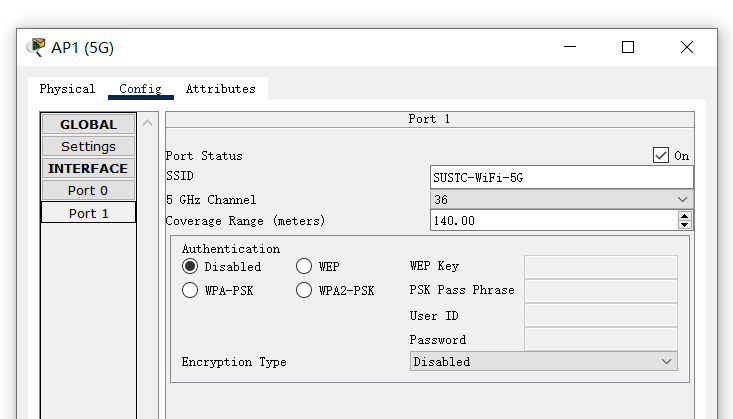 AP1 (5G)
Physical Config Attributes
GLOBAL
Settings
INTERFACE
Port 0
Port 1
Port 1
Port Status On
SSID SUSTC-WiFi-5G
5 GHz Channel 36
Coverage Range (meters) 140.00
Authentication
Disabled WEP WEP Key
WPA-PSK WPA2-PSK PSK Pass Phrase
User ID
Password
Encryption Type Disabled